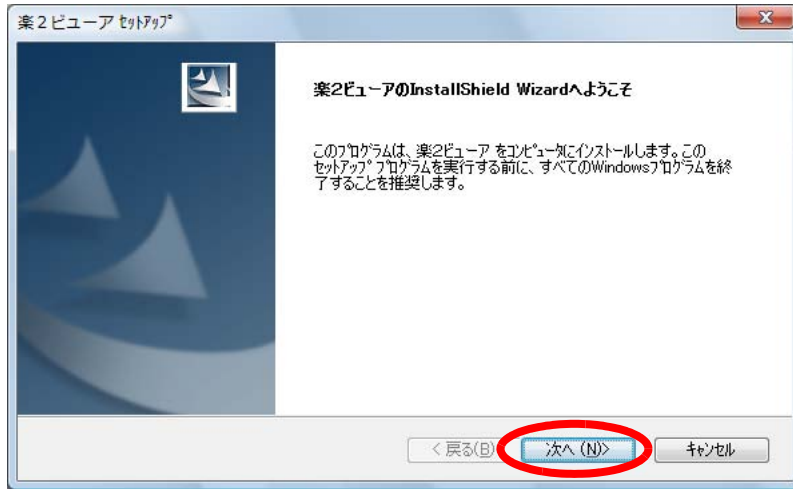 楽2ビューア ｾｯﾄｱｯﾌﾟ
楽2ビューアのInstallShield Wizardへようこそ
このﾌﾟﾛｸﾞﾗﾑは、楽2ビューア をｺﾝﾋﾟｭｰﾀにｲﾝｽﾄｰﾙします。この
ｾｯﾄｱｯﾌﾟ ﾌﾟﾛｸﾞﾗﾑを実行する前に、すべてのWindowsﾌﾟﾛｸﾞﾗﾑを終
了することを推奨します。
< 戻る(B)
次へ (N)>
ｷｬﾝｾﾙ